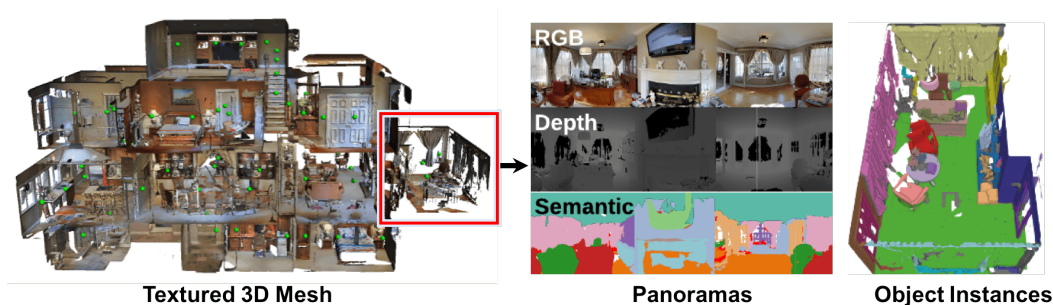 RGB
Depth
Semantic
Textured 3D Mesh
Panoramas
Object Instances